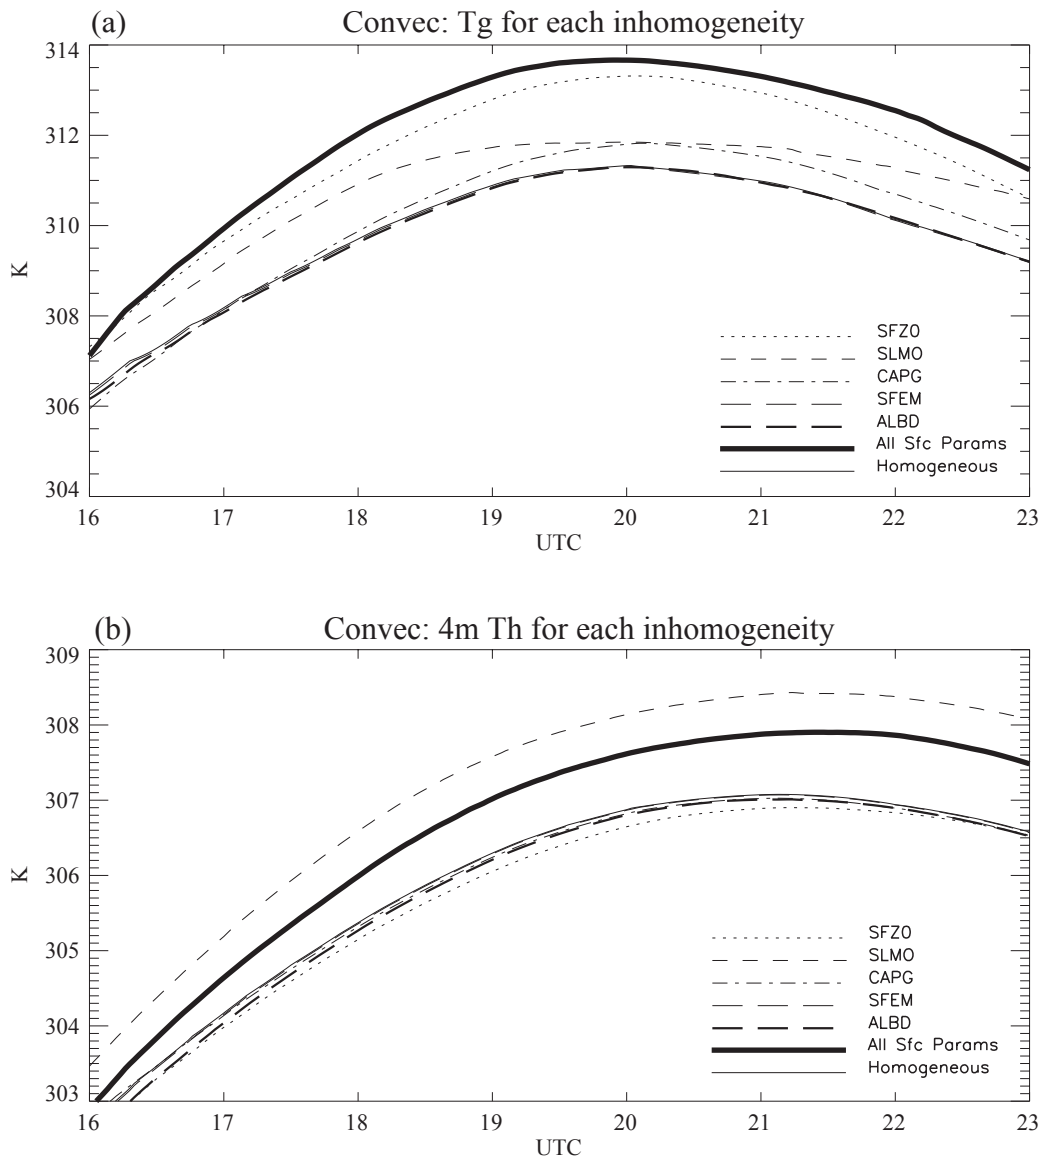 (a) Convec: Tg for each inhomogeneity
314
312
310
308
306
304
K
SFZ0
SLMO
CAPG
SFEM
ALBD
All Sfc Params
Homogeneous
16 17 18 19 20 21 22 23
UTC
(b) Convec: 4m Th for each inhomogeneity
309
308
307
306
305
304
303
K
SFZ0
SLMO
CAPG
SFEM
ALBD
All Sfc Params
Homogeneous
16 17 18 19 20 21 22 23
UTC